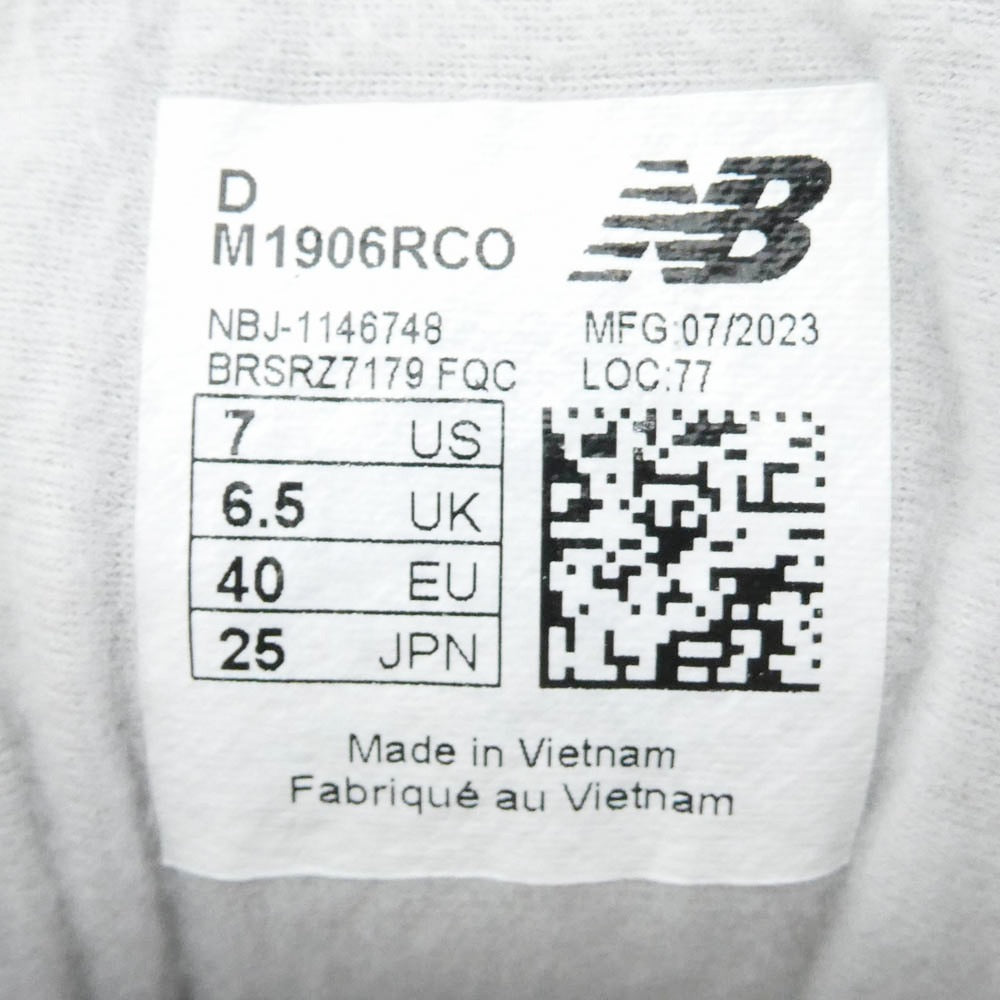 D
NB
M1906RCO
NBJ-1146748 MFG:07/2023
BRSRZ7179 FQC LOC:77
7 US
6.5 UK
40 EU
25 JPN
Made in Vietnam
Fabriqué au Vietnam